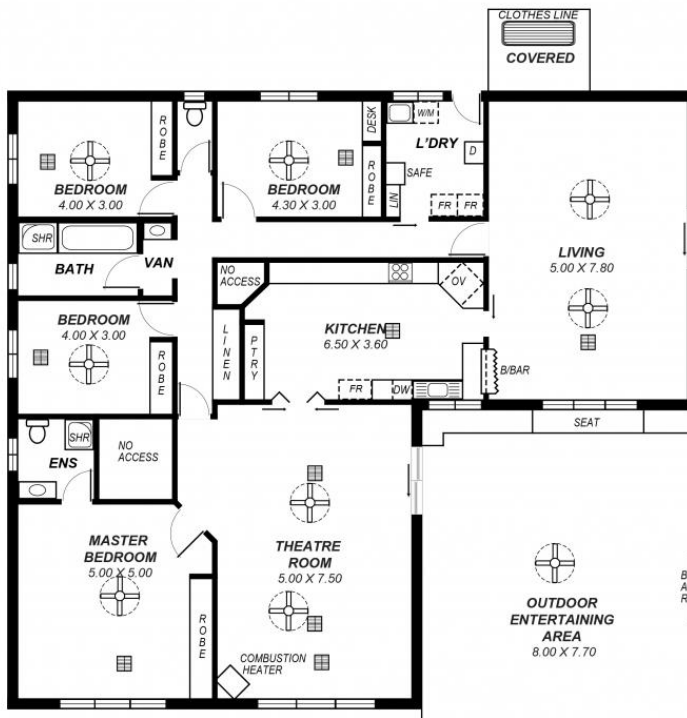 CLOTHES LINE
COVERED
ROBE
BEDROOM
4.00 X 3.00
BEDROOM
4.30 X 3.00
DESK
ROBE
W/M
L'DRY
D
SAFE
LIN
FR
FR
SHR
BATH
VAN
LIVING
5.00 X 7.80
NO
ACCESS
OV
BEDROOM
4.00 X 3.00
ROBE
LINEN
PTRY
KITCHEN
6.50 X 3.60
FR
DW
B/BAR
SEAT
SHR
ENS
NO
ACCESS
MASTER
BEDROOM
5.00 X 5.00
ROBE
THEATRE
ROOM
5.00 X 7.50
COMBUSTION
HEATER
OUTDOOR
ENTERTAINING
AREA
8.00 X 7.70
B
A
R